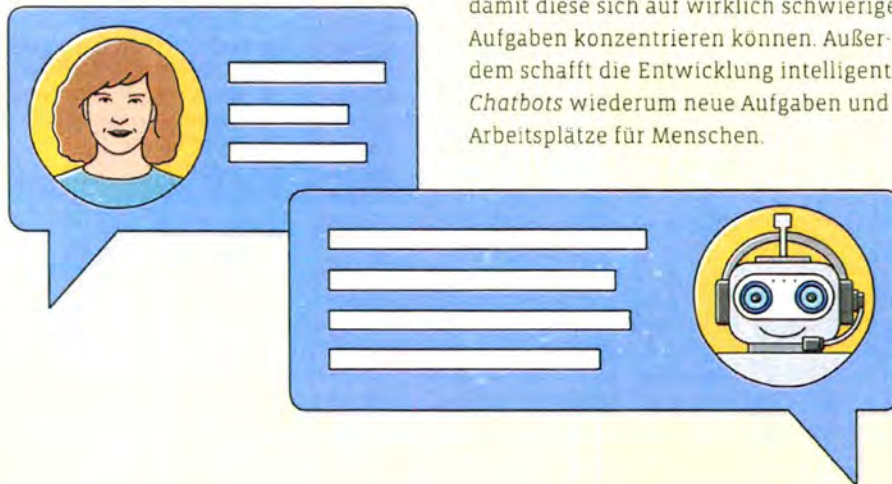 damit diese sich auf wirklich schwierige
Aufgaben konzentrieren können. Außer-
dem schafft die Entwicklung intelligent
Chatbots wiederum neue Aufgaben und
Arbeitsplätze für Menschen.